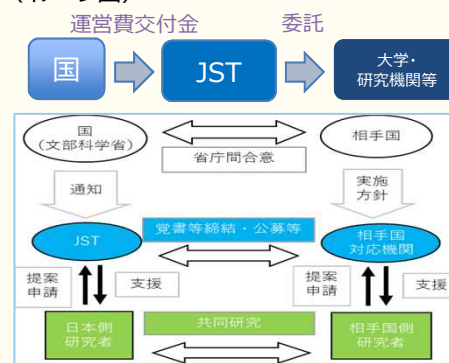 運営費交付金
委託
国
JST
大学・
研究機関等
国
(文部科学省)
相手国
省庁間合意
通知
実施
方針
覚書等締結・公募等
JST
相手国
対応機関
提案
申請
支援
提案
申請
支援
共同研究
日本側
研究者
相手国側
研究者